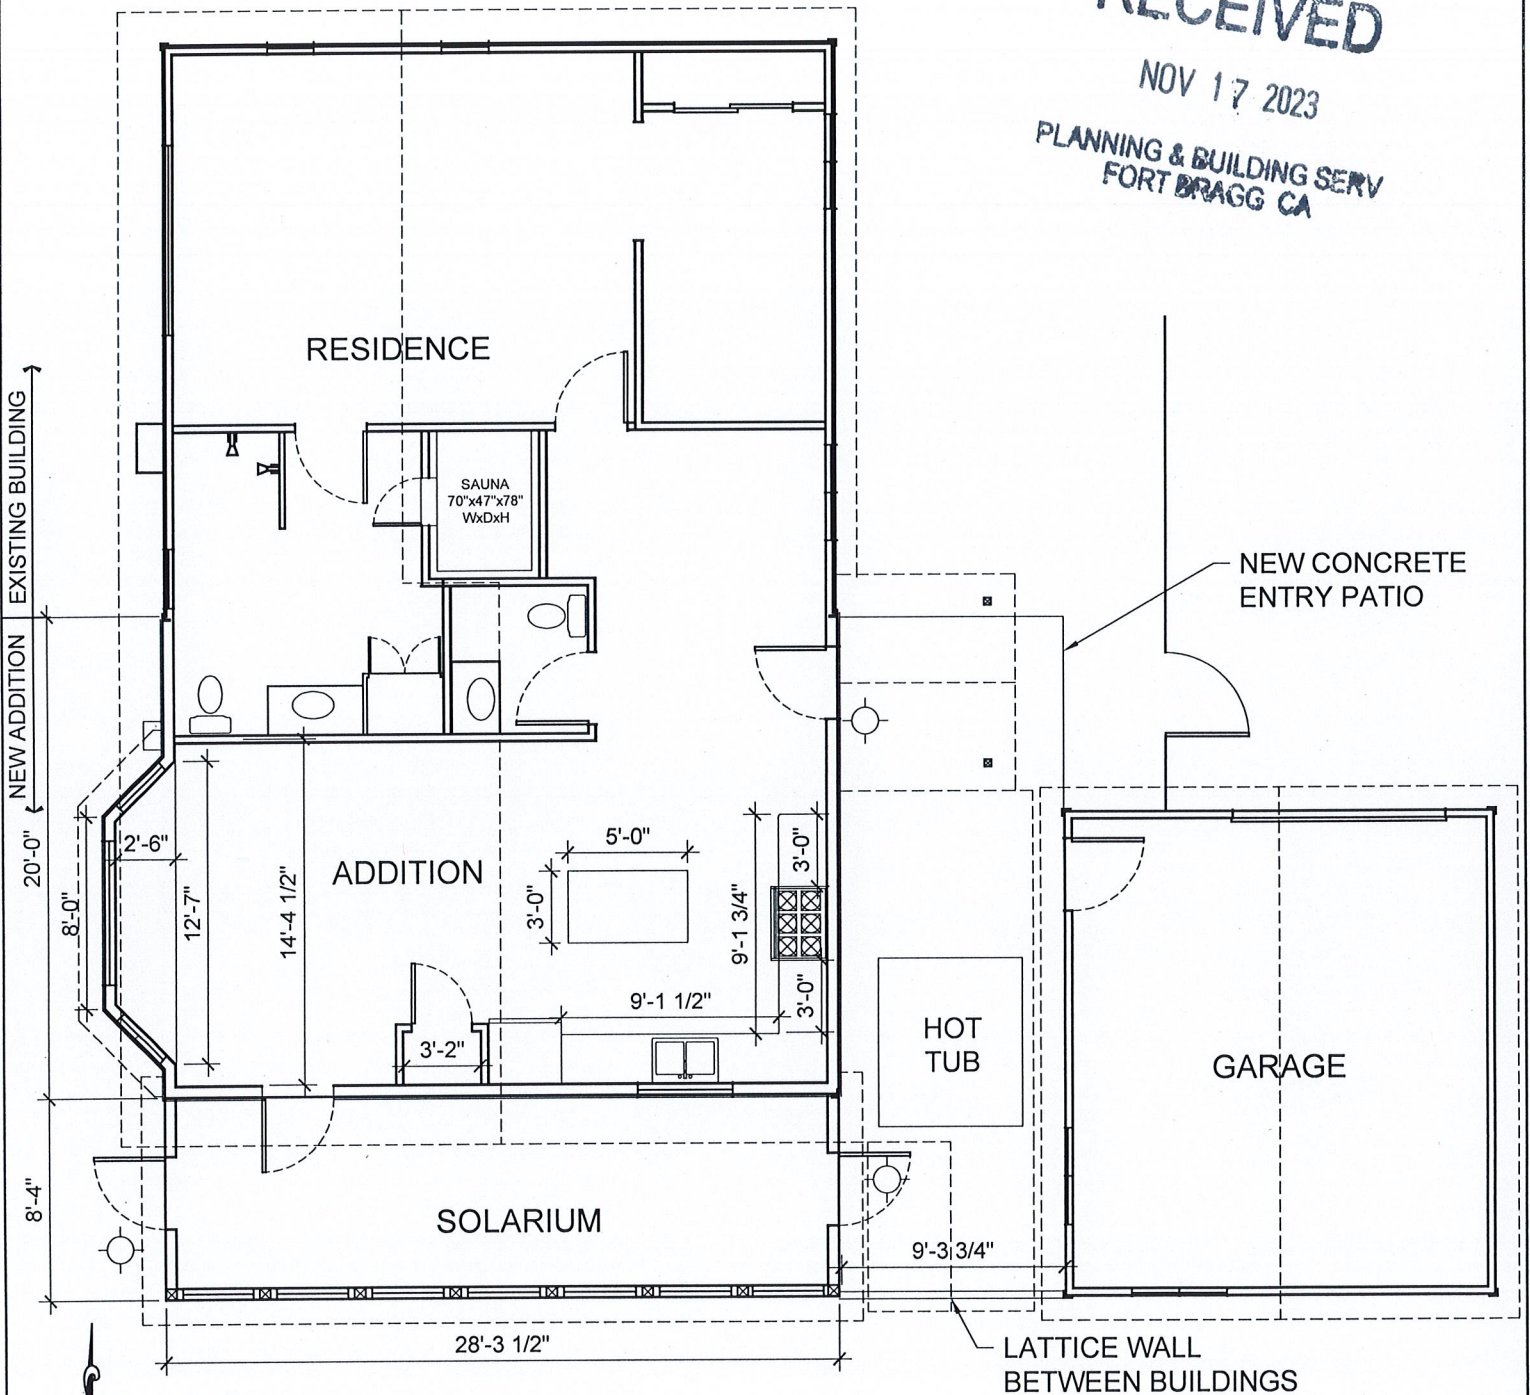 RECEIVED
NOV 17 2023
PLANNING & BUILDING SERV
FORT BRAGG CA
RESIDENCE
EXISTING BUILDING
NEW ADDITION
SAUNA
70"x47"x78"
WxDxH
NEW CONCRETE
ENTRY PATIO
20'-0"
8'-0"
2'-6"
12'-7"
14'-4 1/2"
ADDITION
5'-0"
3'-0"
9'-1 3/4"
3'-0"
3'-0"
9'-1 1/2"
3'-2"
HOT
TUB
GARAGE
8'-4"
SOLARIUM
9'-3 3/4"
28'-3 1/2"
LATTICE WALL
BETWEEN BUILDINGS